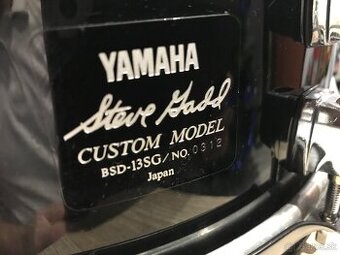 YAMAHA
Steve Gadd
CUSTOM MODEL
BSD-13SG/NO. 0312
Japan